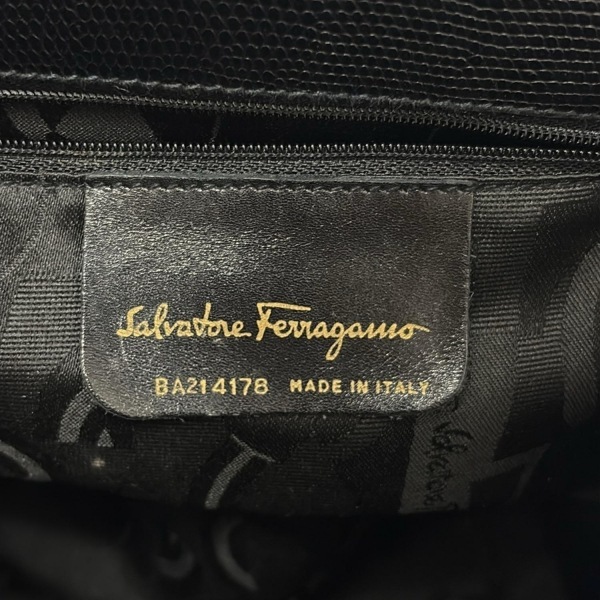 Salvatore Ferragamo
BA214178 MADE IN ITALY